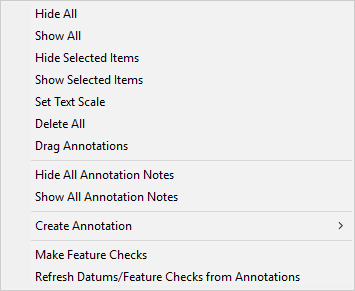 Hide All
Show All
Hide Selected Items
Show Selected Items
Set Text Scale
Delete All
Drag Annotations
Hide All Annotation Notes
Show All Annotation Notes
Create Annotation
Make Feature Checks
Refresh Datums/Feature Checks from Annotations